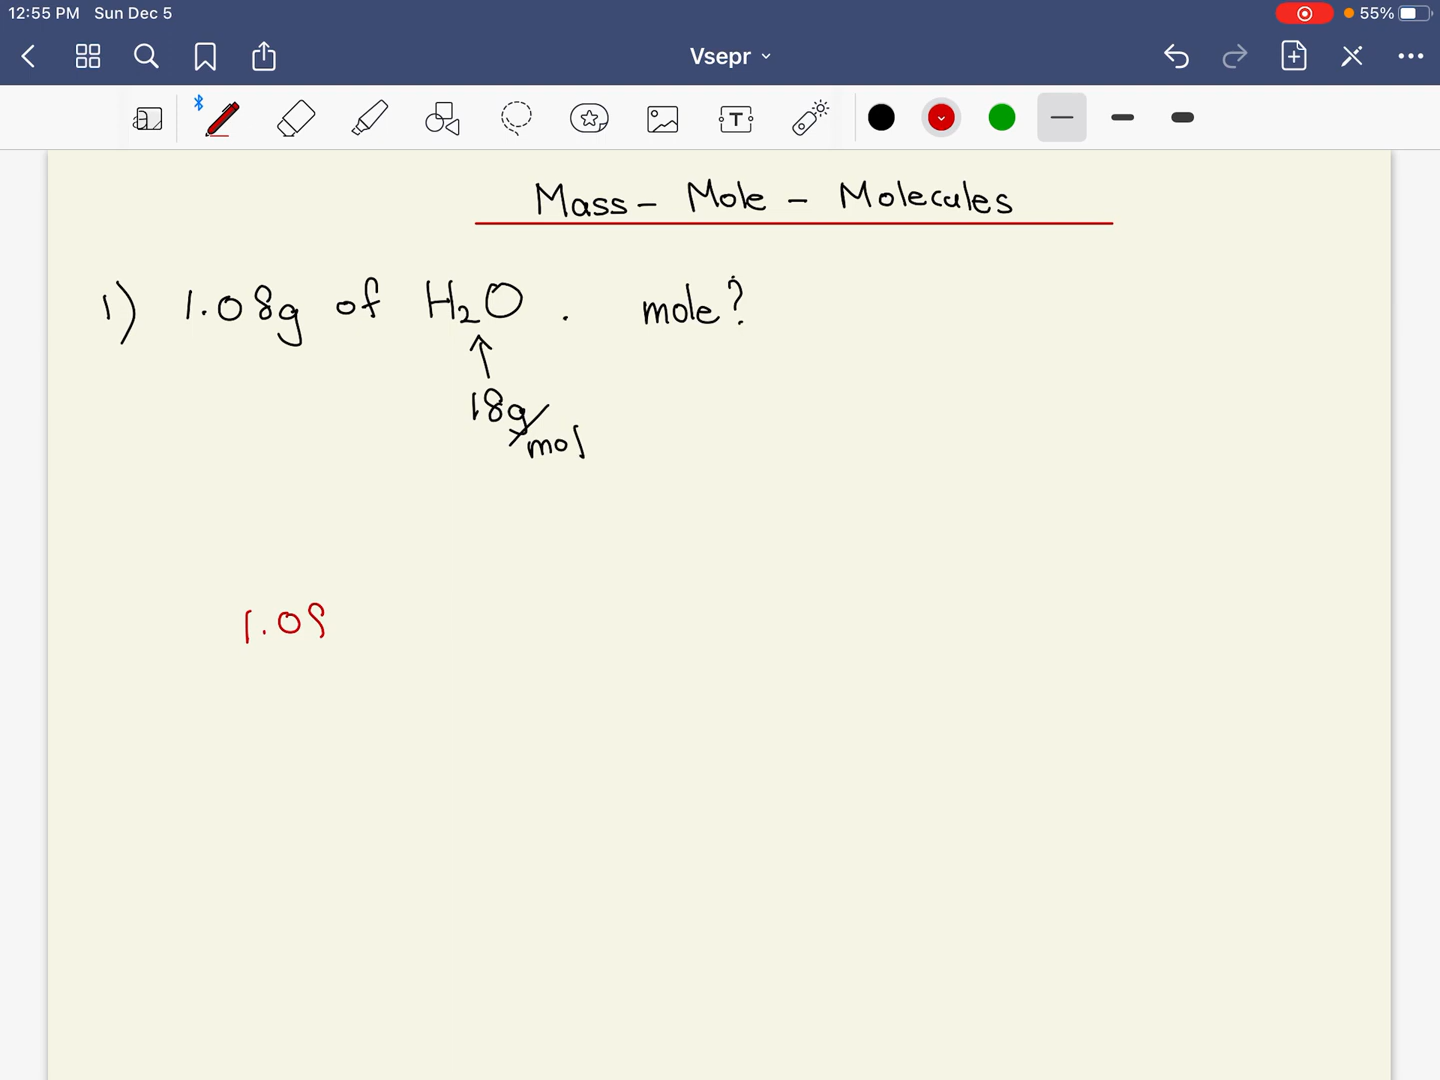 12:55 PM Sun Dec 5 55%
Vsepr
T
Mass - Mole - Molecules
1) 1.08g of H₂O . mole?
↑
18g/mol
1.08